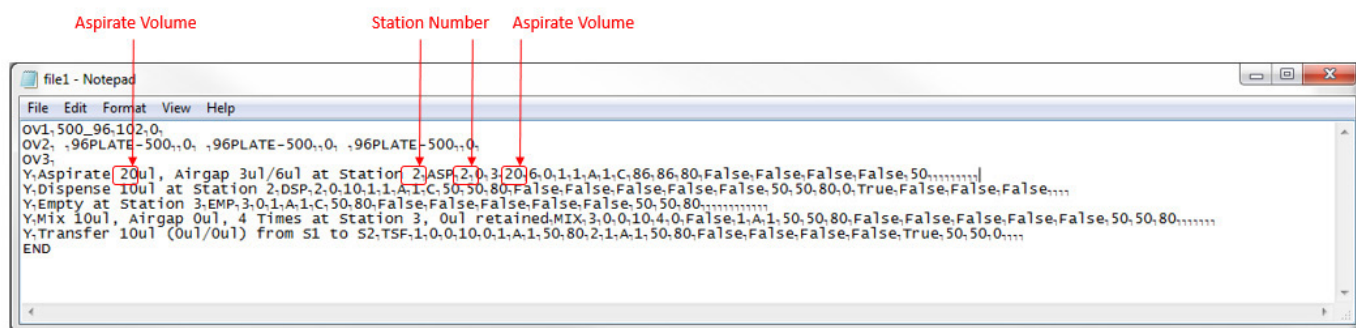 Aspirate Volume Station Number Aspirate Volume
file1 - Notepad
File Edit Format View Help
OV1,500_96,102,0,
OV2, ,96PLATE-500,,0, ,96PLATE-500,,0, ,96PLATE-500,,0,
OV3,
Y,Aspirate 20ul, Airgap 3ul/6ul at Station 2,ASP,2,0,3,20,6,0,1,1,A,1,C,86,86,80,False,False,False,False,50,,,,,,,,,
Y,Dispense 10ul at Station 2,DSP,2,0,10,1,1,A,1,C,50,50,80,False,False,False,False,False,50,50,80,0,True,False,False,False,,,,
Y,Empty at Station 3,EMP,3,0,1,A,1,C,50,80,False,False,False,False,False,50,50,80,,,,,,,,,,,,
Y,Mix 10ul, Airgap 0ul, 4 Times at Station 3, 0ul retained,MIX,3,0,0,10,4,0,False,1,A,1,50,50,80,False,False,False,False,False,50,50,80,,,,,,,
Y,Transfer 10ul (0ul/0ul) from S1 to S2,TSF,1,0,0,10,0,1,A,1,50,80,2,1,A,1,50,80,False,False,False,False,True,50,50,0,,,,
END